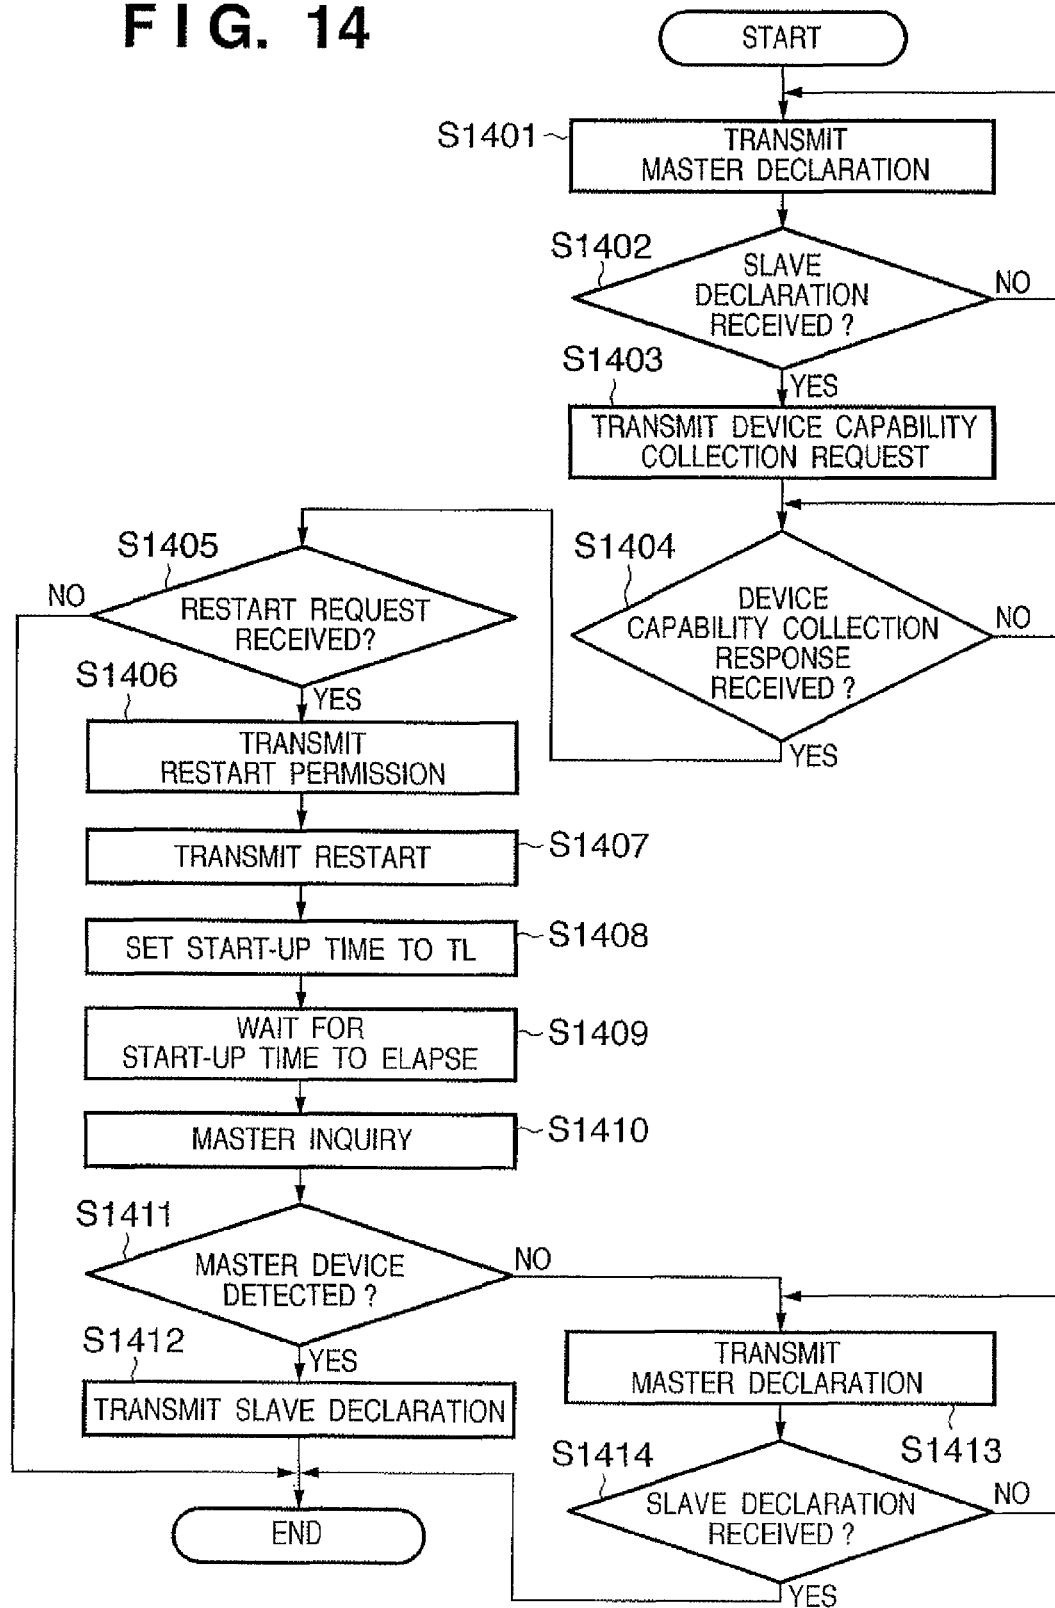 FIG. 14
START
S1401
TRANSMIT
MASTER DECLARATION
S1402
SLAVE
DECLARATION
RECEIVED ?
NO
S1403
YES
TRANSMIT DEVICE CAPABILITY
COLLECTION REQUEST
S1404
DEVICE
CAPABILITY COLLECTION
RESPONSE
RECEIVED ?
NO
YES
S1405
NO
RESTART REQUEST
RECEIVED?
S1406
YES
TRANSMIT
RESTART PERMISSION
TRANSMIT RESTART
S1407
SET START-UP TIME TO TL
S1408
WAIT FOR
START-UP TIME TO ELAPSE
S1409
MASTER INQUIRY
S1410
S1411
MASTER DEVICE
DETECTED ?
NO
S1412
YES
TRANSMIT SLAVE DECLARATION
TRANSMIT
MASTER DECLARATION
S1413
S1414
SLAVE DECLARATION
RECEIVED ?
NO
YES
END